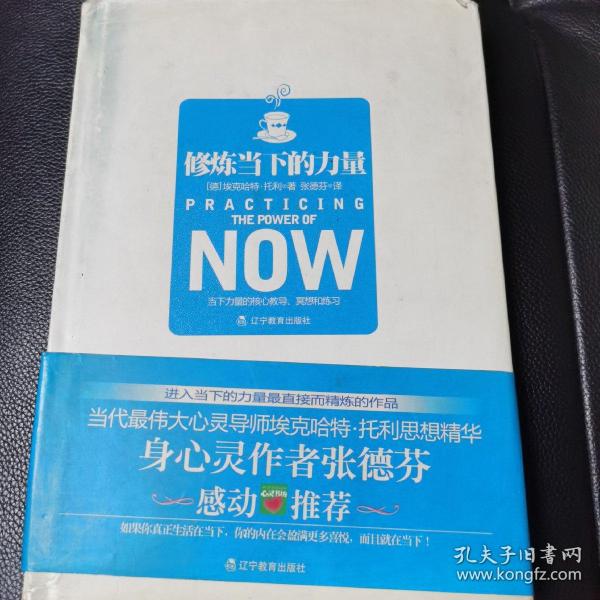 修炼当下的力量
[德]埃克哈特·托利◎著 张德芬◎译
PRACTICING
THE POWER OF
NOW
当下力量的核心教导、冥想和练习
辽宁教育出版社
进入当下的力量最直接而精炼的作品
当代最伟大心灵导师埃克哈特·托利思想精华
身心灵作者张德芬
感动 心灵书坊 推荐
如果你真正生活在当下，你的内在会盈满更多喜悦，而且就在当下！
辽宁教育出版社
孔夫子旧书网
www.kongfz.com